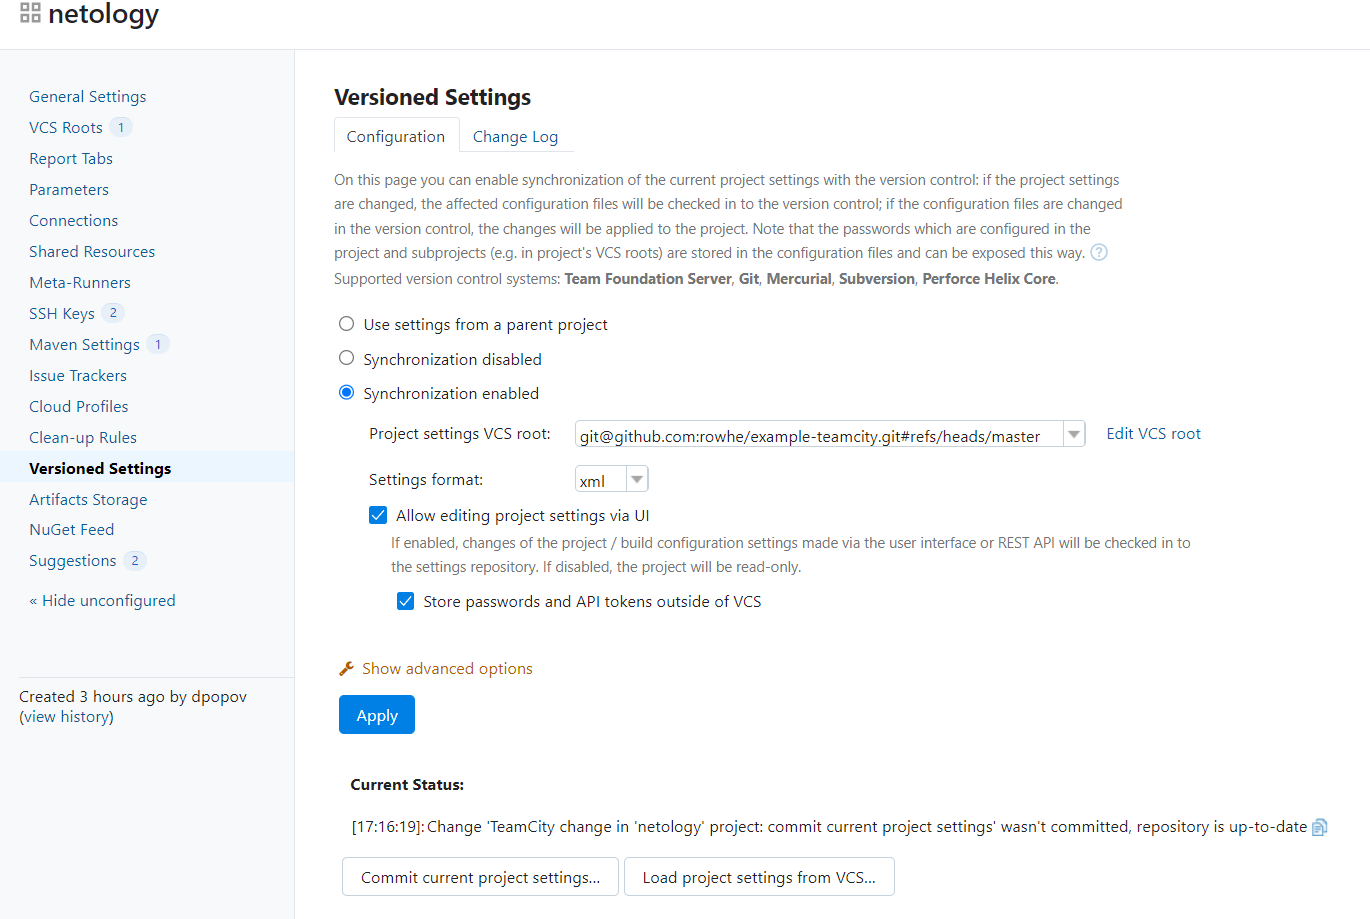 netology
General Settings
VCS Roots 1
Report Tabs
Parameters
Connections
Shared Resources
Meta-Runners
SSH Keys 2
Maven Settings 1
Issue Trackers
Cloud Profiles
Clean-up Rules
Versioned Settings
Artifacts Storage
NuGet Feed
Suggestions 2
« Hide unconfigured
Created 3 hours ago by dpopov
(view history)
Versioned Settings
Configuration Change Log
On this page you can enable synchronization of the current project settings with the version control: if the project settings
are changed, the affected configuration files will be checked in to the version control; if the configuration files are changed
in the version control, the changes will be applied to the project. Note that the passwords which are configured in the
project and subprojects (e.g. in project's VCS roots) are stored in the configuration files and can be exposed this way. ?
Supported version control systems: Team Foundation Server, Git, Mercurial, Subversion, Perforce Helix Core.
Use settings from a parent project
Synchronization disabled
Synchronization enabled
Project settings VCS root: git@github.com:rowhe/example-teamcity.git#refs/heads/master Edit VCS root
Settings format: xml
Allow editing project settings via UI
If enabled, changes of the project / build configuration settings made via the user interface or REST API will be checked in to
the settings repository. If disabled, the project will be read-only.
Store passwords and API tokens outside of VCS
Show advanced options
Apply
Current Status:
[17:16:19]: Change 'TeamCity change in 'netology' project: commit current project settings' wasn't committed, repository is up-to-date
Commit current project settings... Load project settings from VCS...